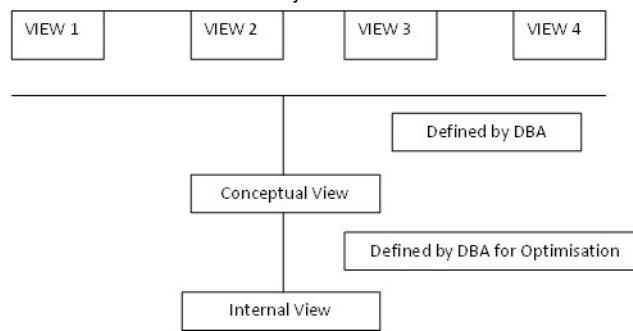 VIEW 1 VIEW 2 VIEW 3 VIEW 4
Defined by DBA
Conceptual View
Defined by DBA for Optimisation
Internal View